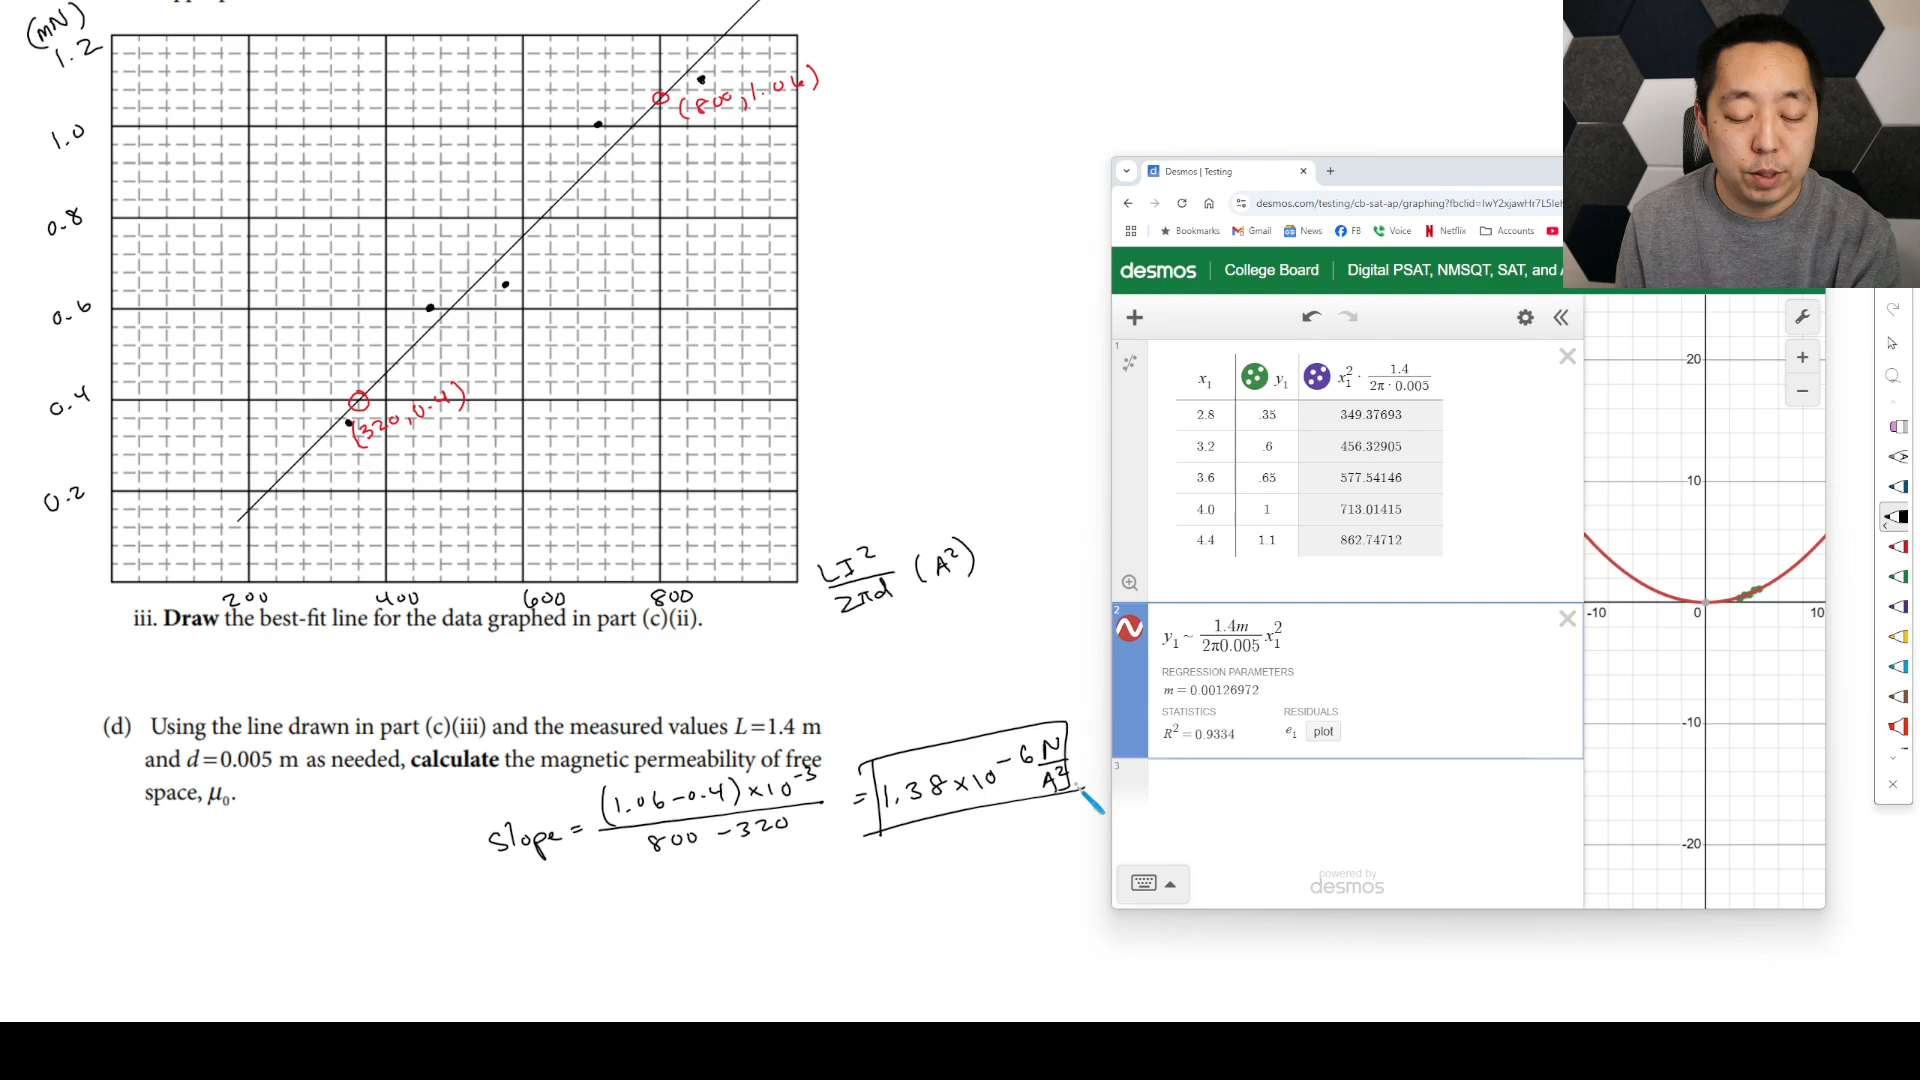 (mN)
1.2
1.0
0.8
0.6
0.4
0.2
(800, 1.06)
(320, 0.4)
200 400 600 800
LI²/2πd (A²)
iii. Draw the best-fit line for the data graphed in part (c)(ii).
(d) Using the line drawn in part (c)(iii) and the measured values L=1.4 m
and d=0.005 m as needed, calculate the magnetic permeability of free
space, μ₀.
slope = (1.06-0.4)×10⁻³ / 800-320 = 1.38×10⁻⁶ N/A²
Desmos | Testing
desmos.com/testing/cb-sat-ap/graphing?fbclid=IwY2xjawHr7L5leH
Bookmarks Gmail News FB Voice Netflix Accounts
desmos College Board Digital PSAT, NMSQT, SAT, and A
1
x₁ y₁ x₁² · 1.4/2π · 0.005
2.8 .35 349.37693
3.2 .6 456.32905
3.6 .65 577.54146
4.0 1 713.01415
4.4 1.1 862.74712
2
y₁ ~ 1.4m/2π0.005 x₁²
REGRESSION PARAMETERS
m = 0.00126972
STATISTICS RESIDUALS
R² = 0.9334 e₁ plot
3
powered by
desmos
20
10
-10 0 10
-10
-20